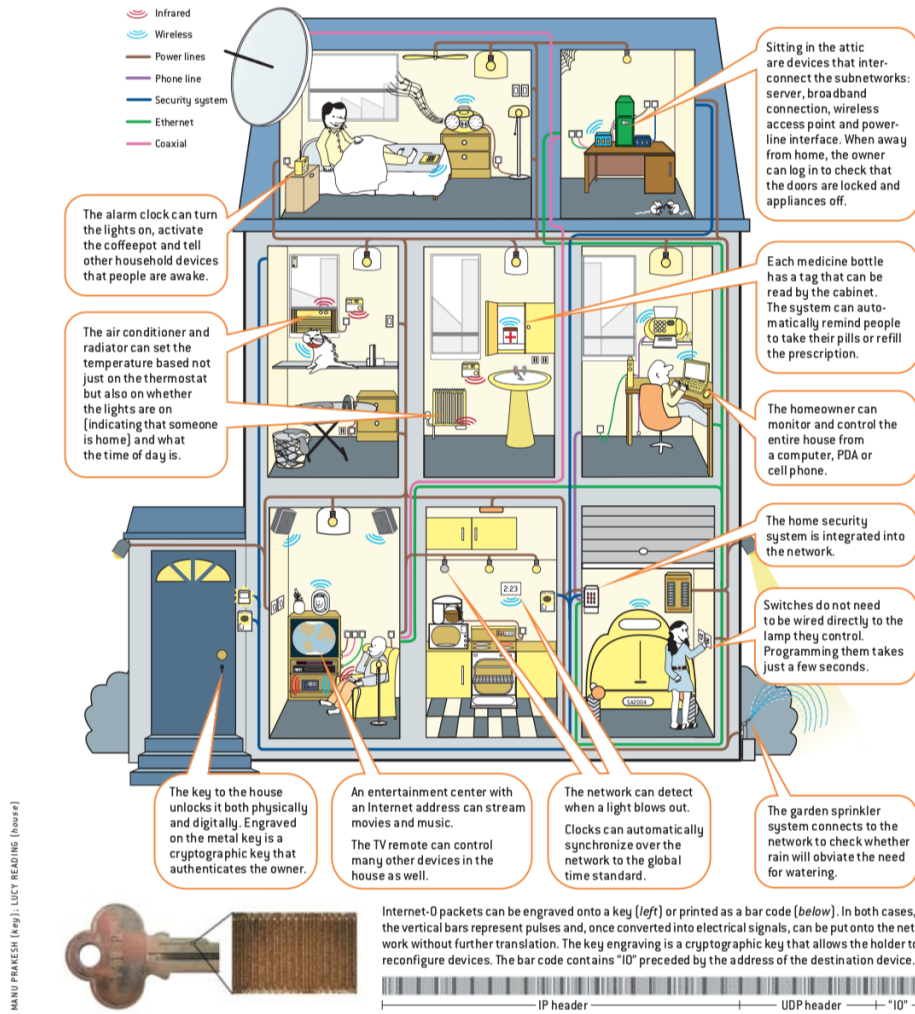 Infrared
Wireless
Power lines
Phone line
Security system
Ethernet
Coaxial
Sitting in the attic
are devices that inter-
connect the subnetworks:
server, broadband
connection, wireless
access point and power-
line interface. When away
from home, the owner
can log in to check that
the doors are locked and
appliances off.
The alarm clock can turn
the lights on, activate
the coffeepot and tell
other household devices
that people are awake.
Each medicine bottle
has a tag that can be
read by the cabinet.
The system can auto-
matically remind people
to take their pills or refill
the prescription.
The air conditioner and
radiator can set the
temperature based not
just on the thermostat
but also on whether
the lights are on
(indicating that someone
is home) and what
the time of day is.
The homeowner can
monitor and control the
entire house from
a computer, PDA or
cell phone.
The home security
system is integrated into
the network.
2:23
Switches do not need
to be wired directly to the
lamp they control.
Programming them takes
just a few seconds.
SA2004
The key to the house
unlocks it both physically
and digitally. Engraved
on the metal key is a
cryptographic key that
authenticates the owner.
An entertainment center with
an Internet address can stream
movies and music.
The TV remote can control
many other devices in the
house as well.
The network can detect
when a light blows out.
Clocks can automatically
synchronize over the
network to the global
time standard.
The garden sprinkler
system connects to the
network to check whether
rain will obviate the need
for watering.
MANU PRAKESH (key); LUCY READING (house)
Internet-0 packets can be engraved onto a key (left) or printed as a bar code (below). In both cases,
the vertical bars represent pulses and, once converted into electrical signals, can be put onto the net-
work without further translation. The key engraving is a cryptographic key that allows the holder to
reconfigure devices. The bar code contains "I0" preceded by the address of the destination device.
IP header
UDP header
"I0"